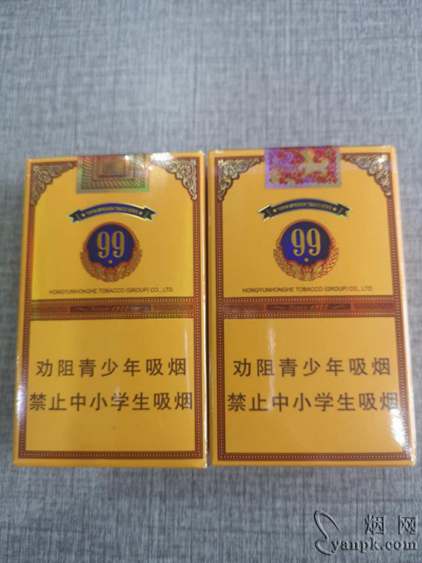 99
HONGYUNHONGHE TOBACCO (GROUP) CO., LTD
劝阻青少年吸烟
禁止中小学生吸烟
99
HONGYUNHONGHE TOBACCO (GROUP) CO., LTD
劝阻青少年吸烟
禁止中小学生吸烟
烟网
yanpk.com